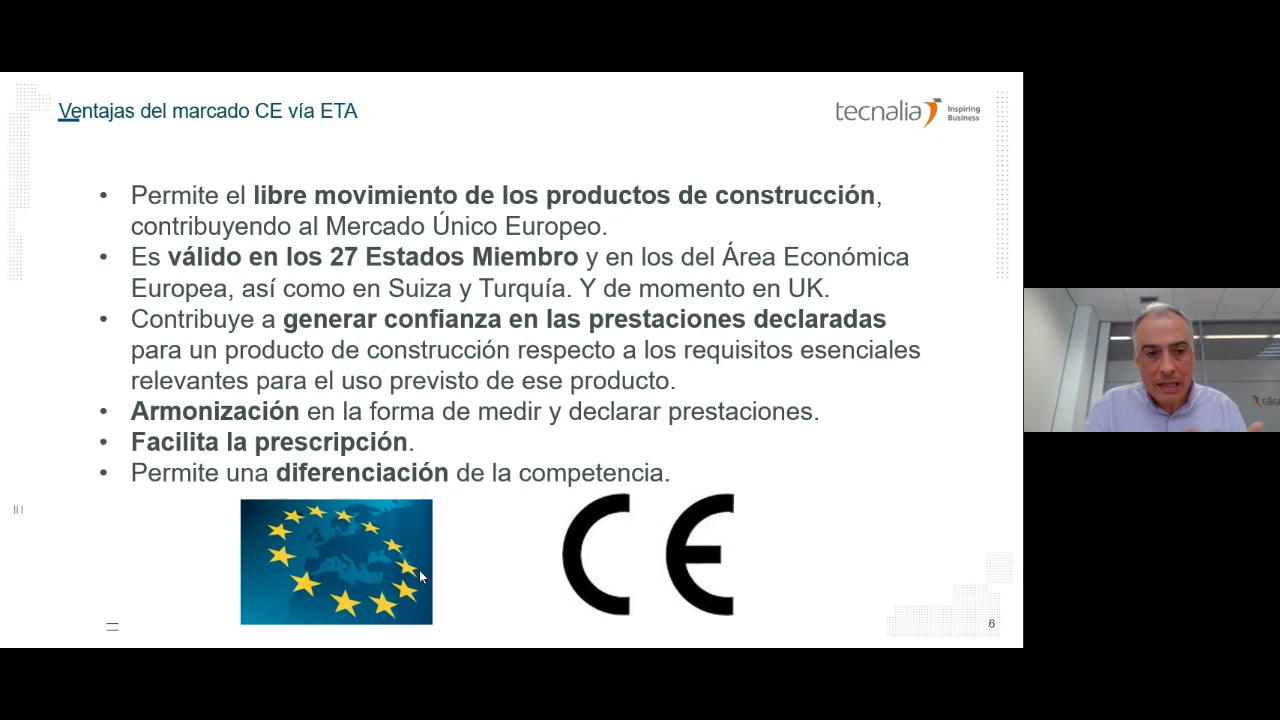 Ventajas del marcado CE vía ETA
tecnalia Inspiring Business
• Permite el libre movimiento de los productos de construcción,
contribuyendo al Mercado Único Europeo.
• Es válido en los 27 Estados Miembro y en los del Área Económica
Europea, así como en Suiza y Turquía. Y de momento en UK.
• Contribuye a generar confianza en las prestaciones declaradas
para un producto de construcción respecto a los requisitos esenciales
relevantes para el uso previsto de ese producto.
• Armonización en la forma de medir y declarar prestaciones.
• Facilita la prescripción.
• Permite una diferenciación de la competencia.
CE
6